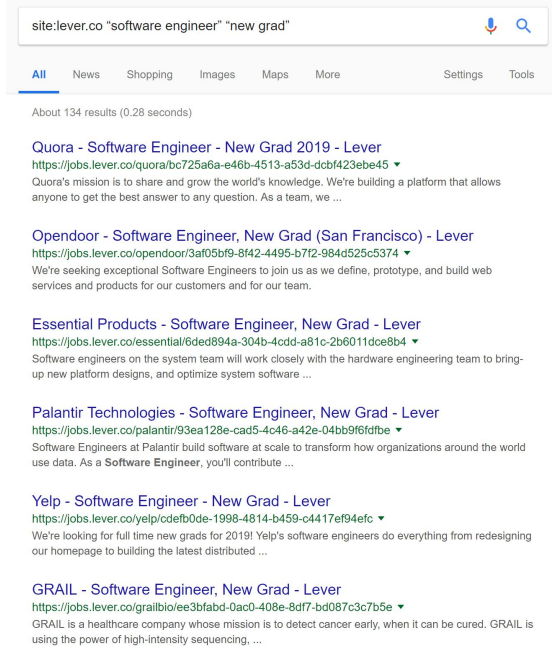 site:lever.co “software engineer” “new grad”
All News Shopping Images Maps More Settings Tools
About 134 results (0.28 seconds)
Quora - Software Engineer - New Grad 2019 - Lever
https://jobs.lever.co/quora/bc725a6a-e46b-4513-a53d-dcbf423ebe45
Quora's mission is to share and grow the world's knowledge. We're building a platform that allows
anyone to get the best answer to any question. As a team, we ...
Opendoor - Software Engineer, New Grad (San Francisco) - Lever
https://jobs.lever.co/opendoor/3af05bf9-8f42-4495-b7f2-984d525c5374
We're seeking exceptional Software Engineers to join us as we define, prototype, and build web
services and products for our customers and for our team.
Essential Products - Software Engineer, New Grad - Lever
https://jobs.lever.co/essential/6ded894a-304b-4cdd-a81c-2b6011dce8b4
Software engineers on the system team will work closely with the hardware engineering team to bring-
up new platform designs, and optimize system software ...
Palantir Technologies - Software Engineer, New Grad - Lever
https://jobs.lever.co/palantir/93ea128e-cad5-4c46-a42e-04bb9f6fdfbe
Software Engineers at Palantir build software at scale to transform how organizations around the world
use data. As a Software Engineer, you'll contribute ...
Yelp - Software Engineer - New Grad - Lever
https://jobs.lever.co/yelp/cdefb0de-1998-4814-b459-c4417ef94efc
We're looking for full time new grads for 2019! Yelp's software engineers do everything from redesigning
our homepage to building the latest distributed ...
GRAIL - Software Engineer, New Grad - Lever
https://jobs.lever.co/grailbio/ee3bfabd-0ac0-408e-8df7-bd087c3c7b5e
GRAIL is a healthcare company whose mission is to detect cancer early, when it can be cured. GRAIL is
using the power of high-intensity sequencing, ...